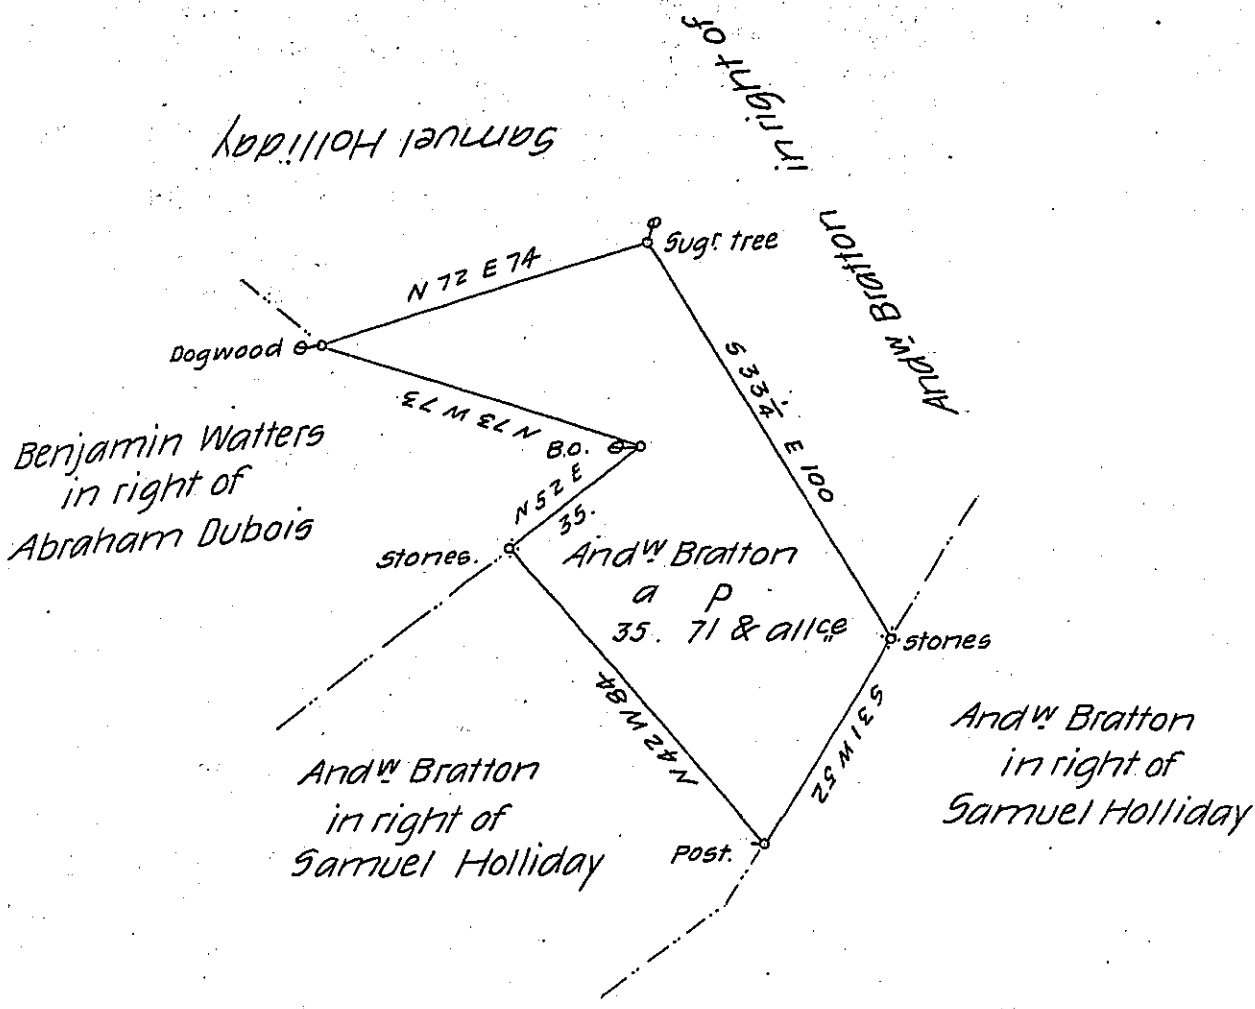 Samuel Holliday
in right of
Andw. Bratton
Sugr. tree
N 72 E 74
Dogwood
S 33 1/4 E 100
N 73 W 73
B.O.
Benjamin Watters
in right of
Abraham Dubois
N 52 E
35.
Stones.
Andw. Bratton
a p
35. 71 & allce
stones
N 42 W 84
S 31 W 52
Andw. Bratton
in right of
Samuel Holliday
Andw. Bratton
in right of
Samuel Holliday
Post.